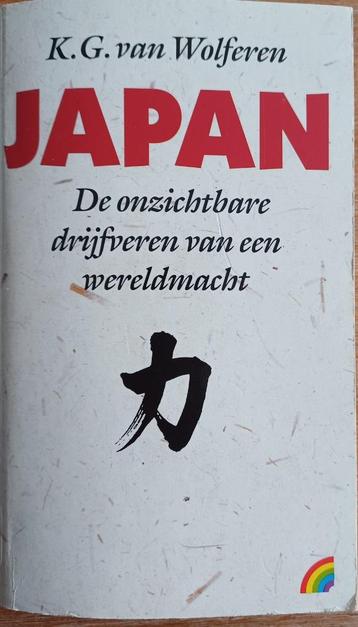 K.G. van Wolferen
JAPAN
De onzichtbare
drijfveren van een
wereldmacht
力